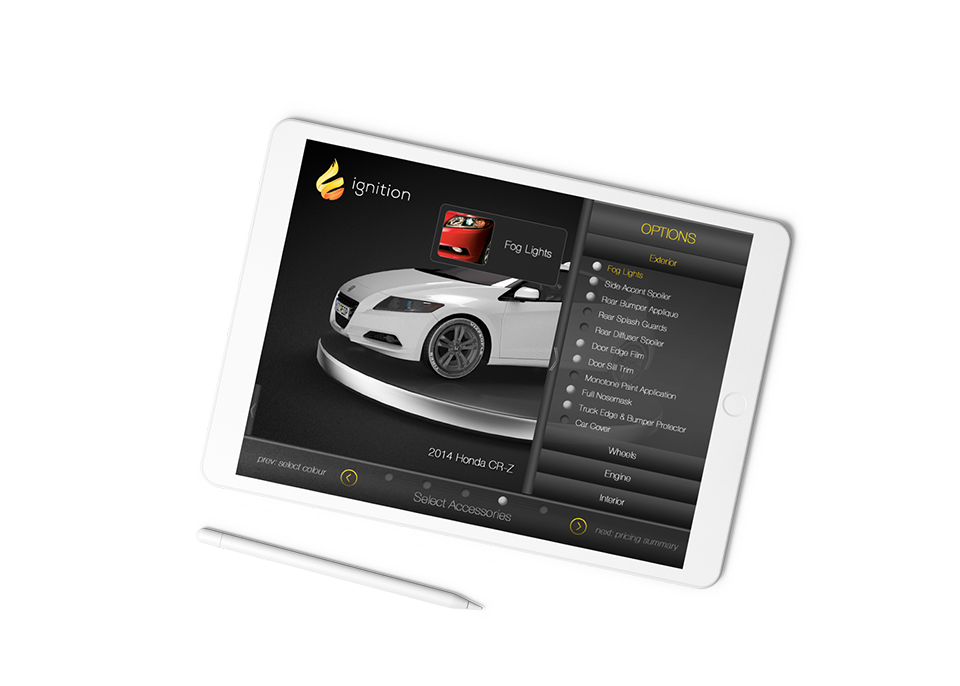 ignition
Fog Lights
OPTIONS
Exterior
Fog Lights
Side Accent Spoiler
Rear Bumper Applique
Rear Splash Guards
Rear Diffuser Spoiler
Door Edge Film
Door Sill Trim
Monotone Paint Application
Full Nosemask
Truck Edge & Bumper Protector
Car Cover
Wheels
Engine
Interior
2014 Honda CR-Z
prev: select colour
Select Accessories
next: pricing summary